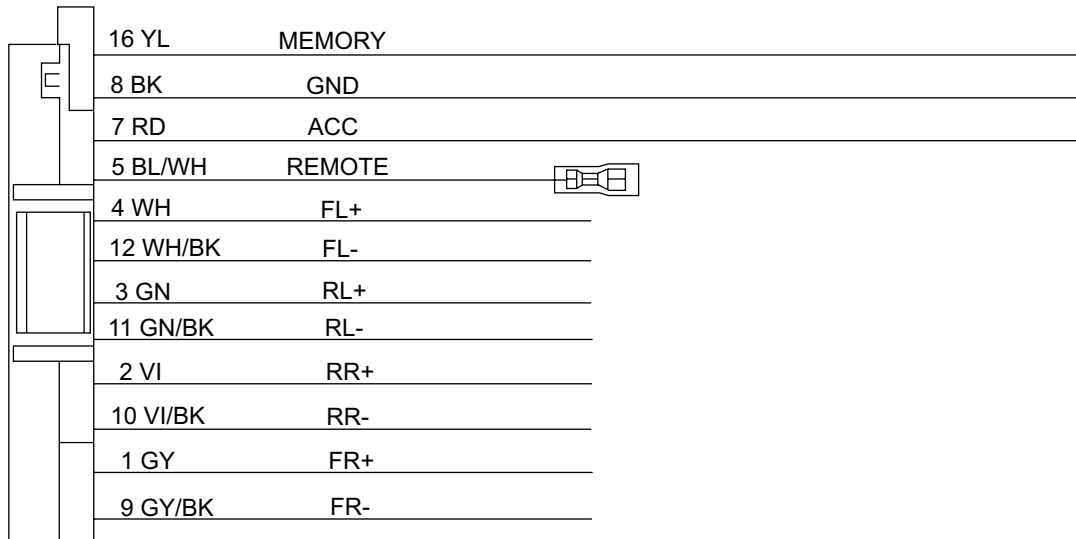 16 YL MEMORY
8 BK GND
7 RD ACC
5 BL/WH REMOTE
4 WH FL+
12 WH/BK FL-
3 GN RL+
11 GN/BK RL-
2 VI RR+
10 VI/BK RR-
1 GY FR+
9 GY/BK FR-